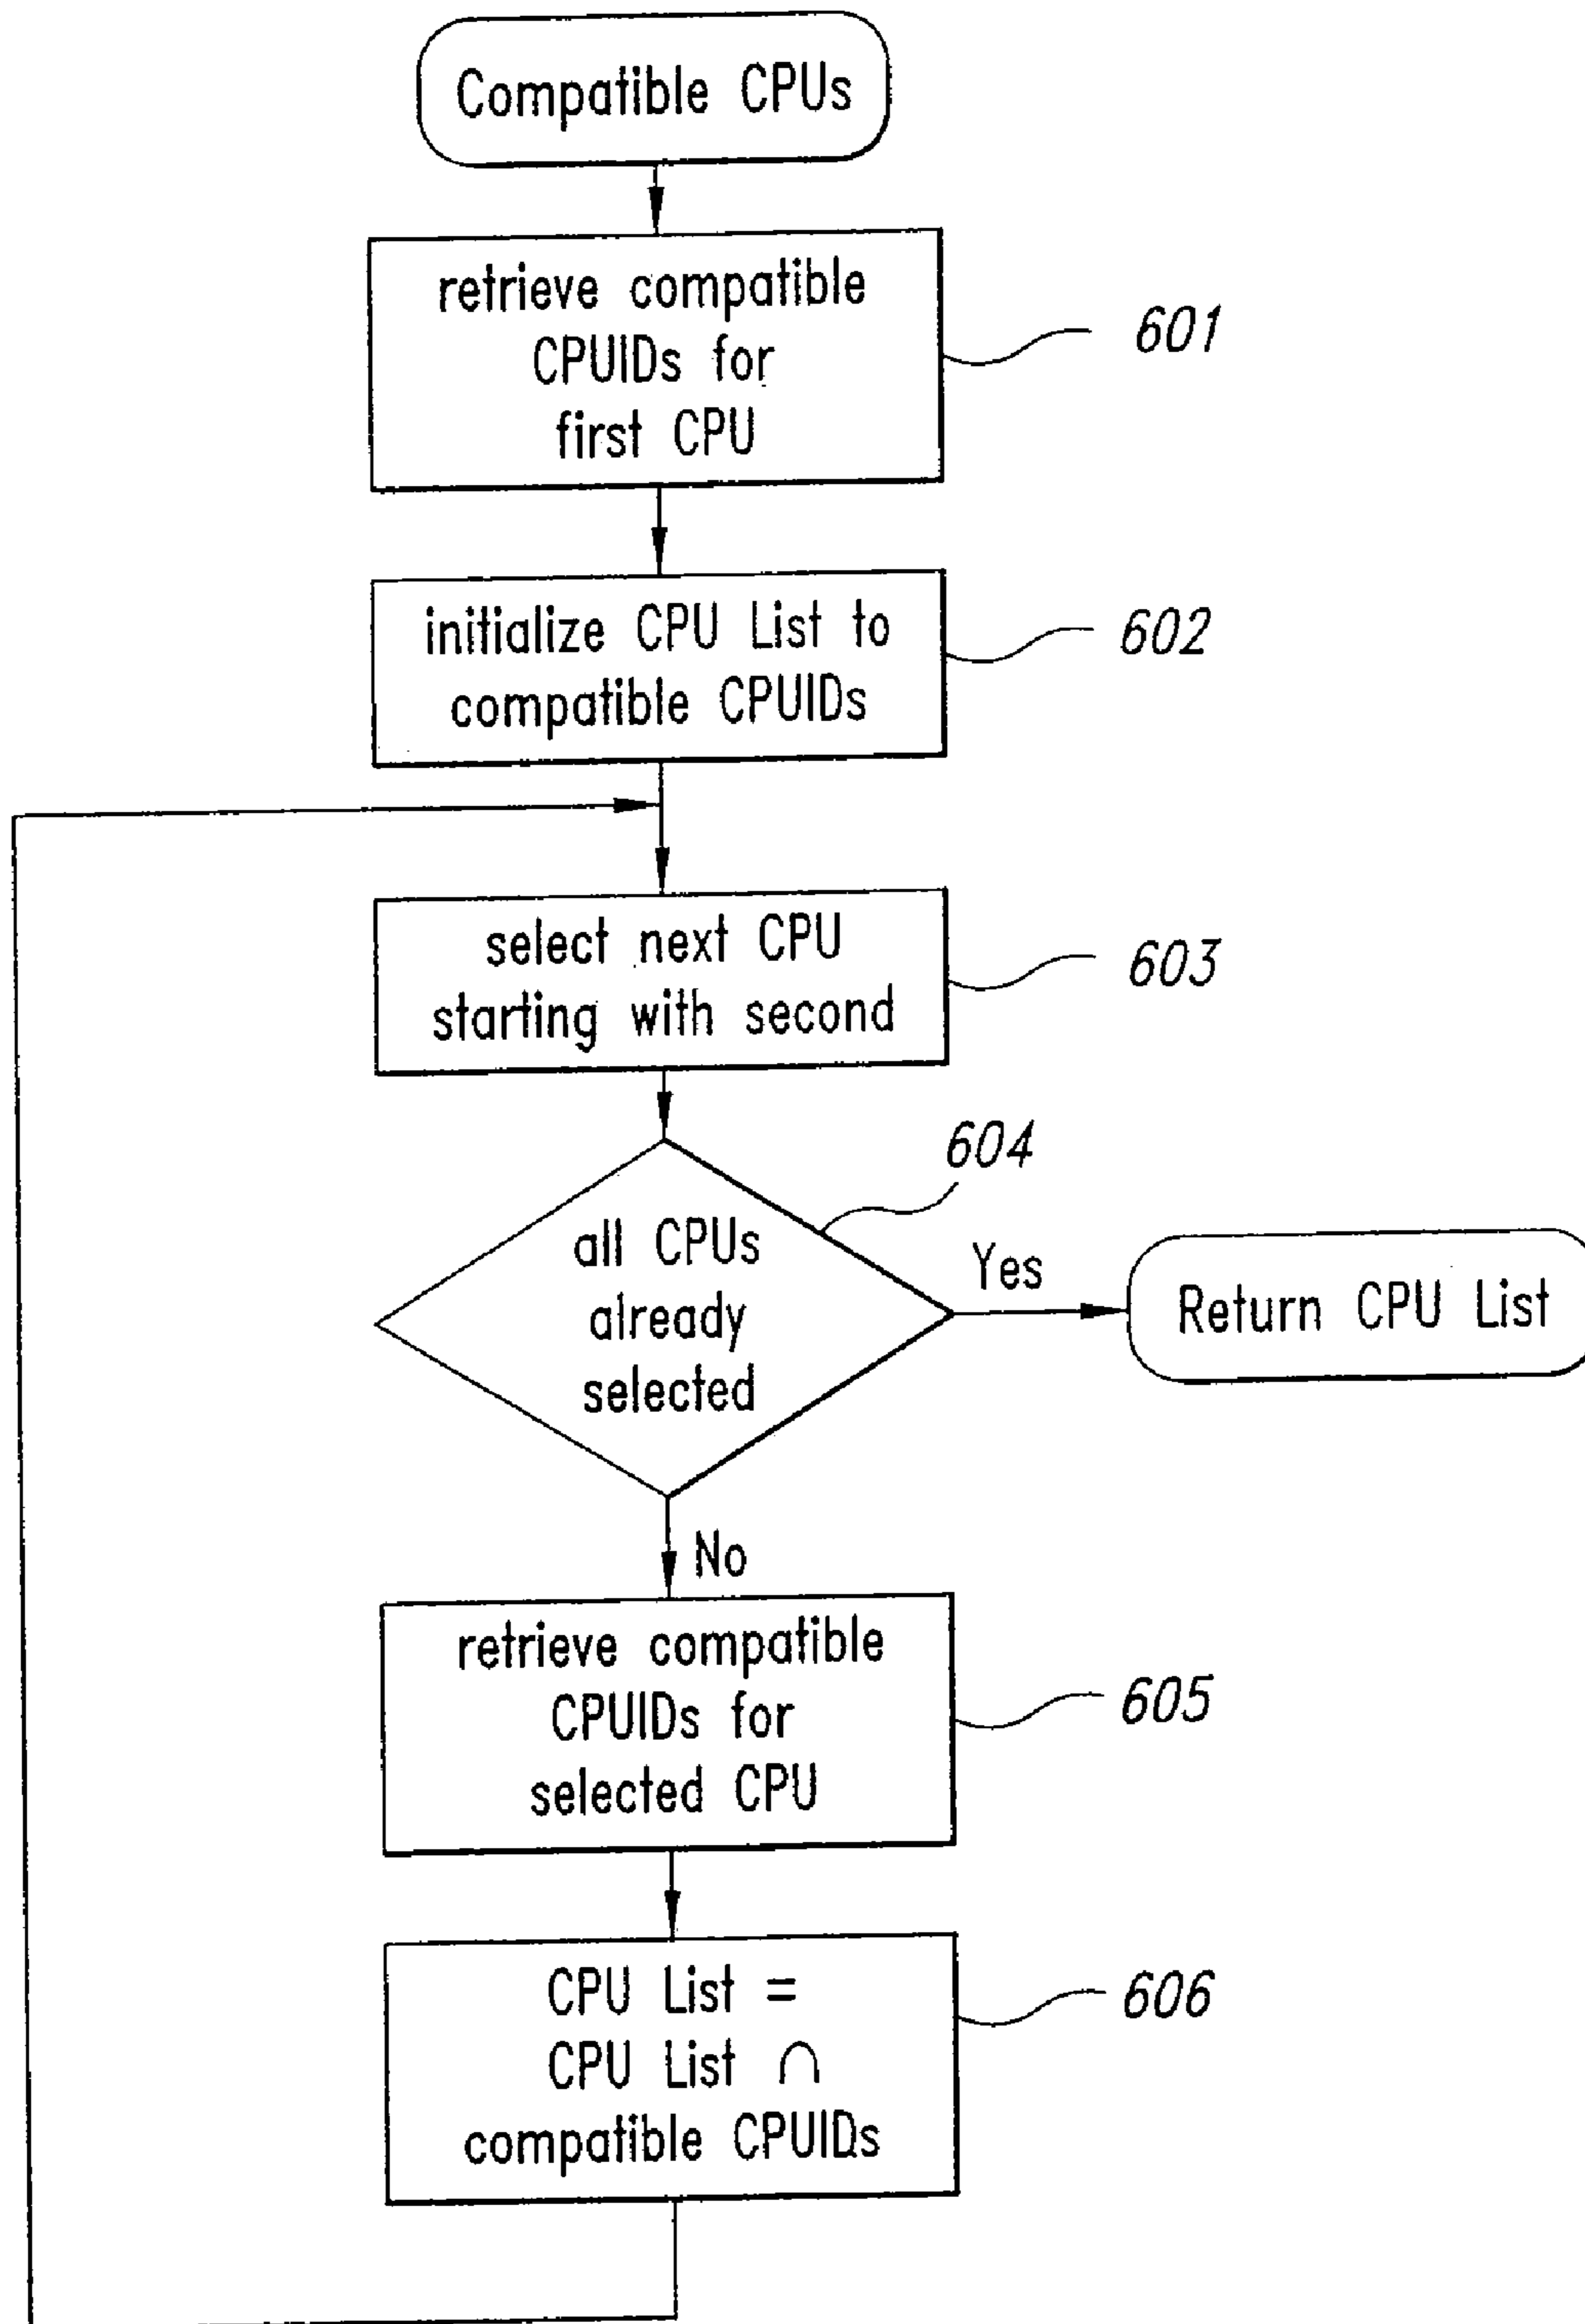 Compatible CPUs
retrieve compatible
CPUIDs for
first CPU
601
initialize CPU List to
compatible CPUIDs
602
select next CPU
starting with second
603
604
all CPUs
already
selected
Yes
Return CPU List
No
retrieve compatible
CPUIDs for
selected CPU
605
CPU List =
CPU List ∩
compatible CPUIDs
606